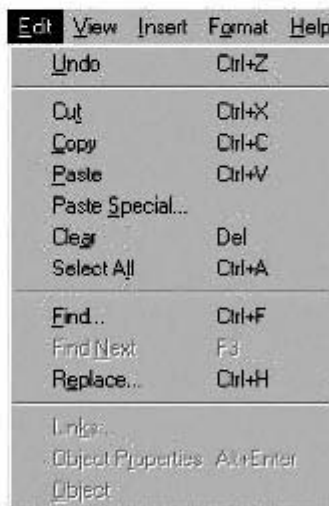 Edit View Insert Format Help
Undo Ctrl+Z
Cut Ctrl+X
Copy Ctrl+C
Paste Ctrl+V
Paste Special...
Clear Del
Select All Ctrl+A
Find... Ctrl+F
Find Next F3
Replace... Ctrl+H
Links...
Object Properties Alt+Enter
Object